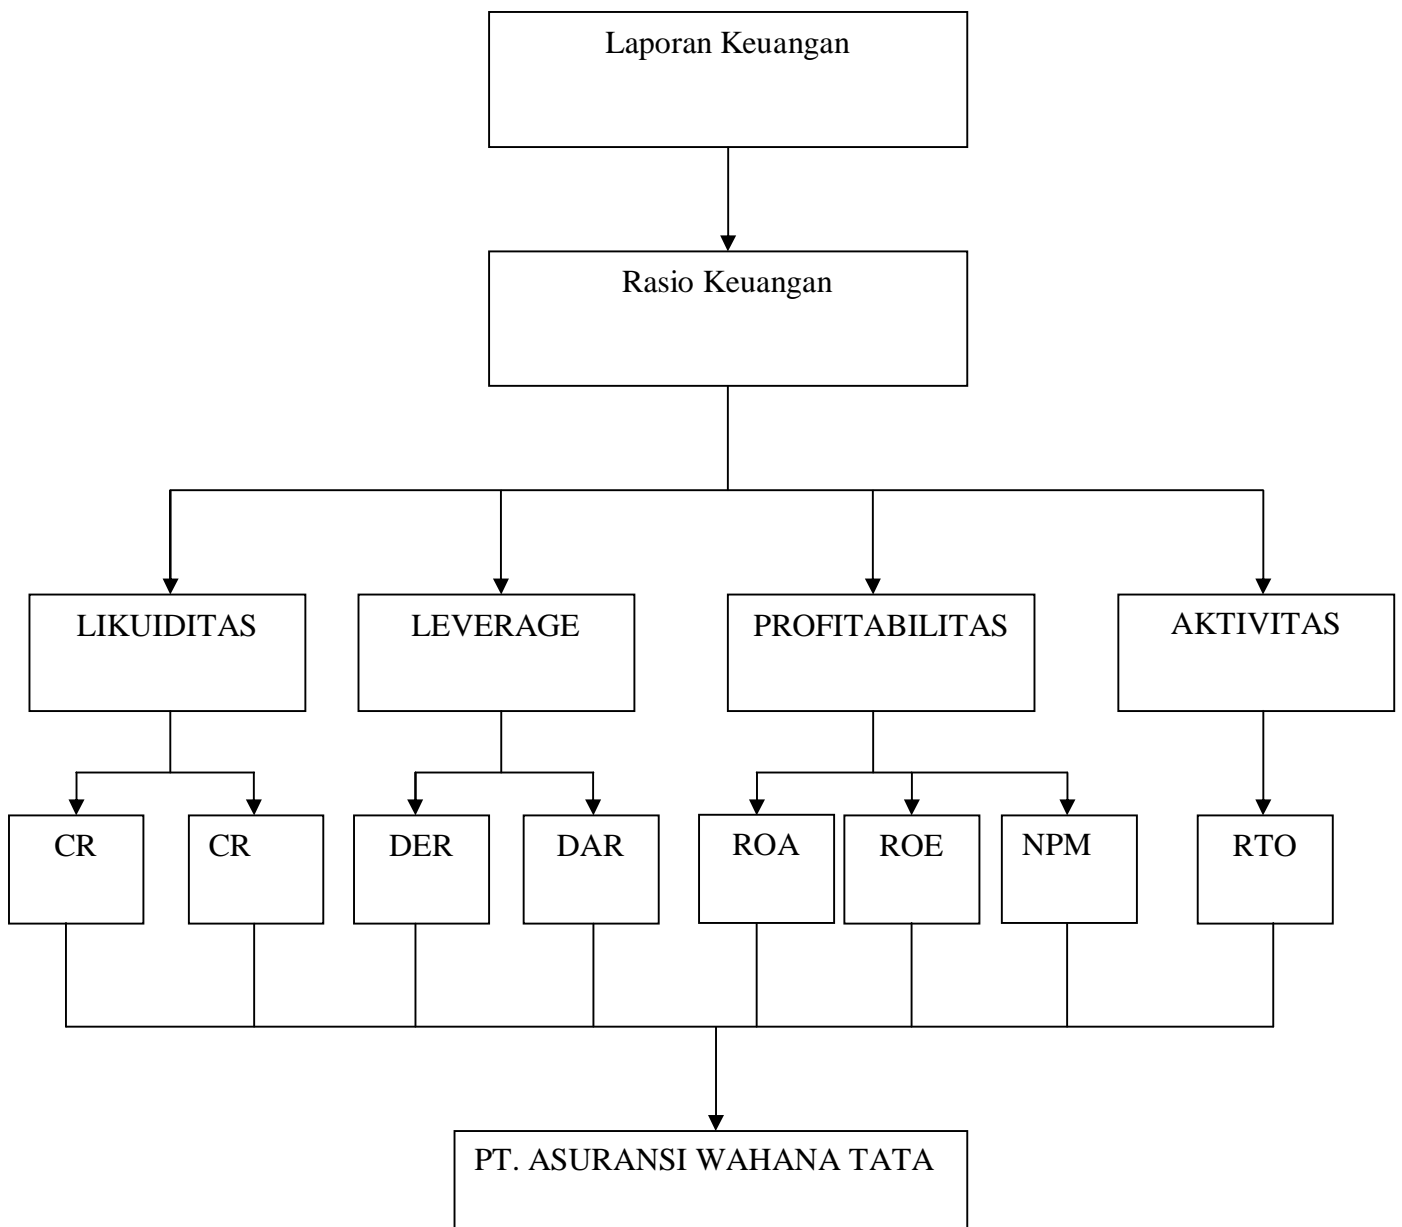 Laporan Keuangan
Rasio Keuangan
LIKUIDITAS
LEVERAGE
PROFITABILITAS
AKTIVITAS
CR
CR
DER
DAR
ROA
ROE
NPM
RTO
PT. ASURANSI WAHANA TATA